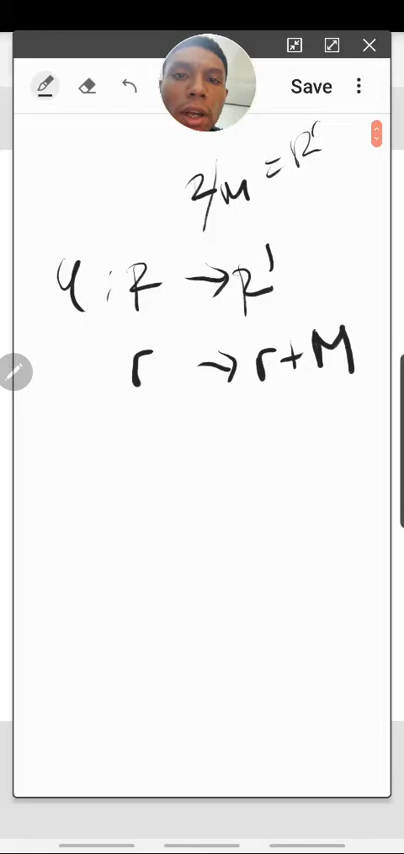 Save
R/M = R'
φ : R → R'
r → r + M